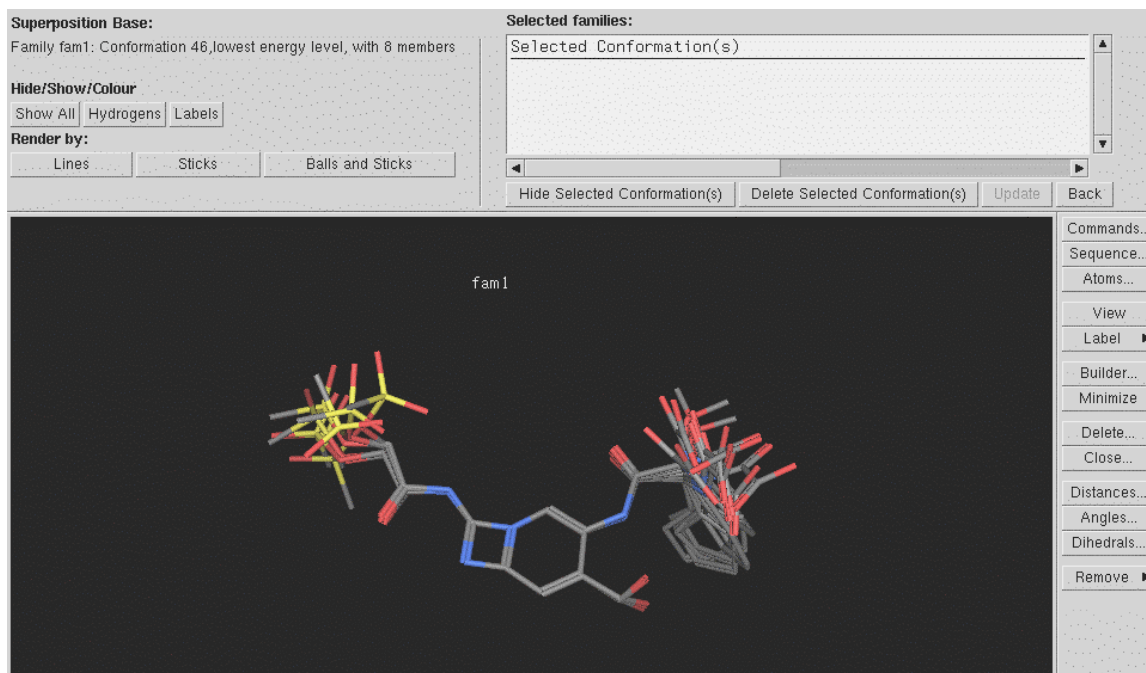 Superposition Base:
Family fam1: Conformation 46,lowest energy level, with 8 members
Hide/Show/Colour
Show All Hydrogens Labels
Render by:
Lines Sticks Balls and Sticks
Selected families:
Selected Conformation(s)
Hide Selected Conformation(s) Delete Selected Conformation(s) Update Back
fam1
Commands...
Sequence...
Atoms...
View
Label
Builder...
Minimize
Delete...
Close...
Distances...
Angles...
Dihedrals...
Remove